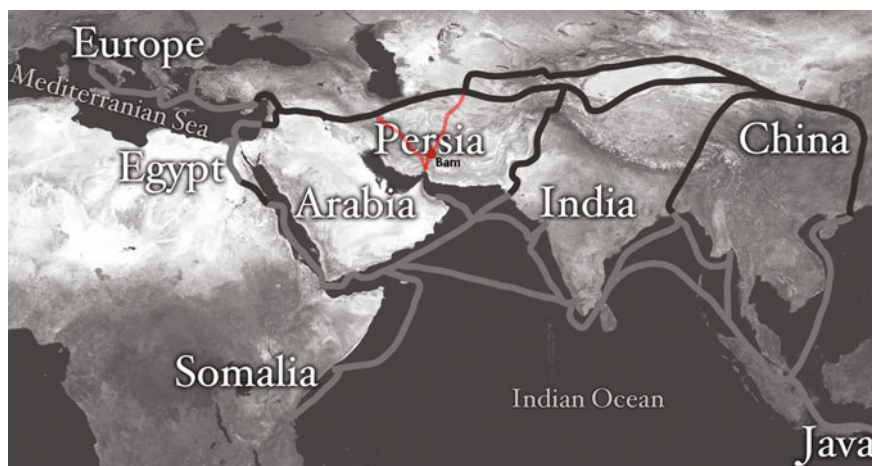 Europe
Mediterranian Sea
Egypt
Persia
Bam
Arabia
India
China
Somalia
Indian Ocean
Java